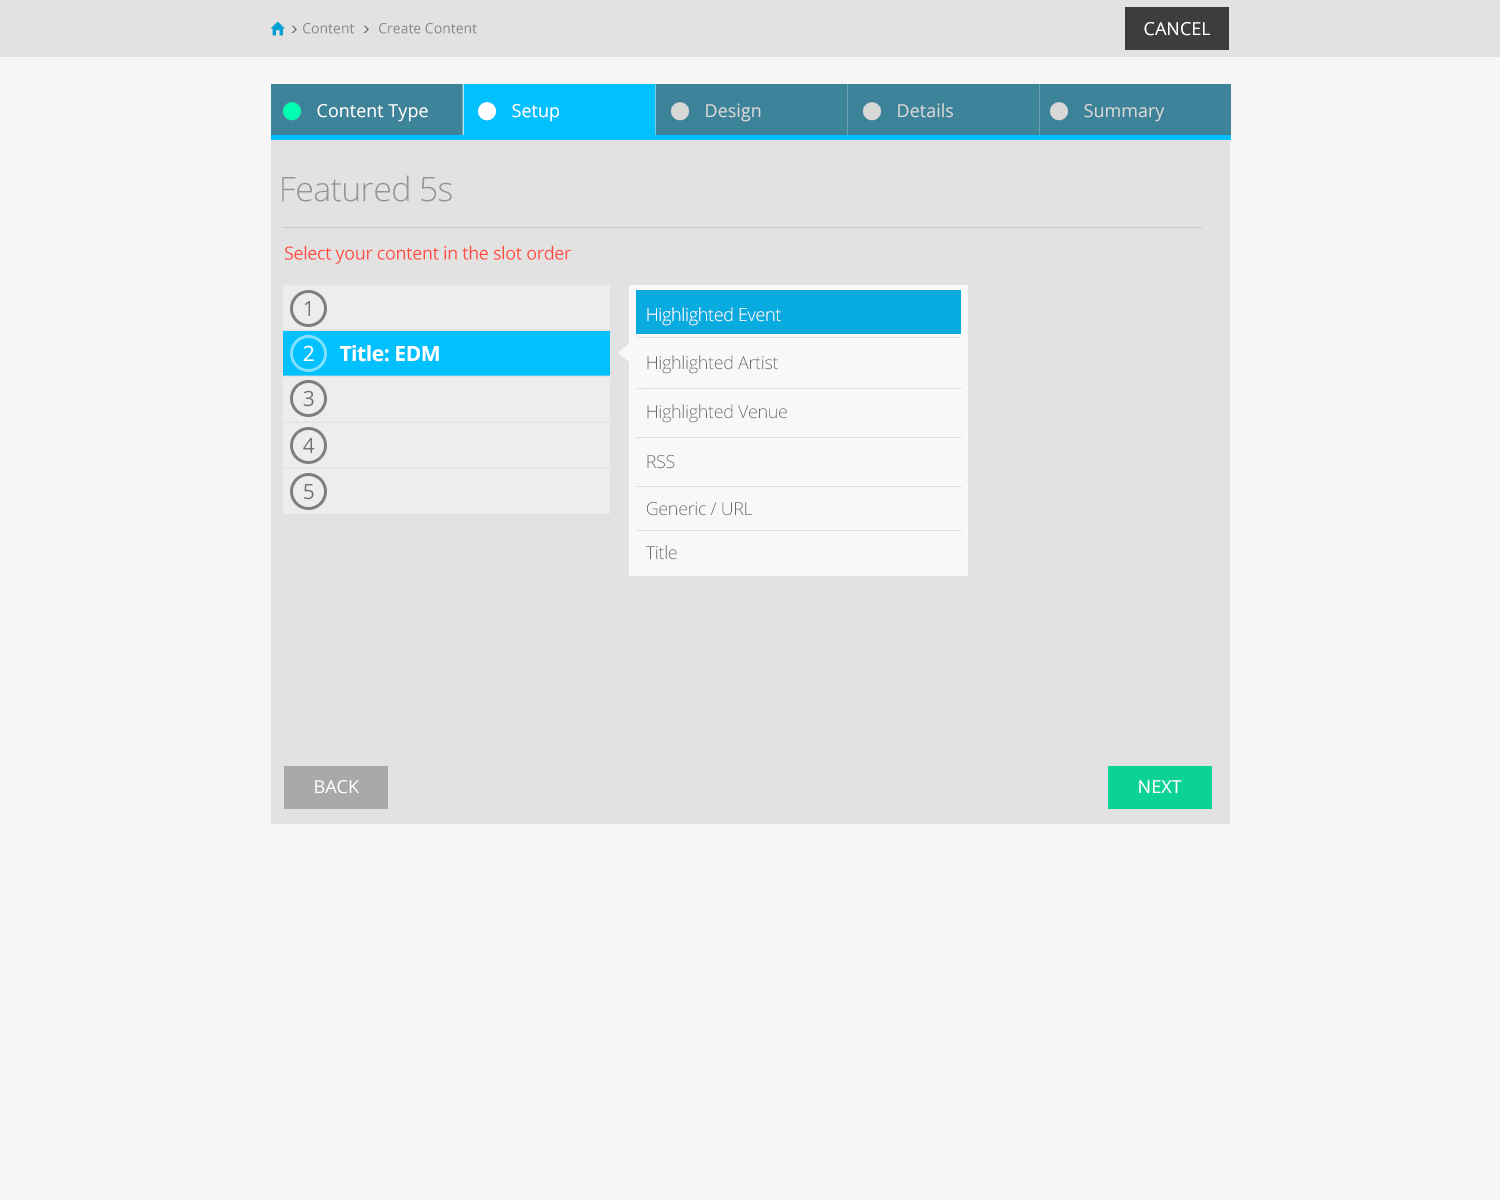 Content Create Content CANCEL
Content Type Setup Design Details Summary
Featured 5s
Select your content in the slot order
1
2 Title: EDM
3
4
5
Highlighted Event
Highlighted Artist
Highlighted Venue
RSS
Generic / URL
Title
BACK NEXT